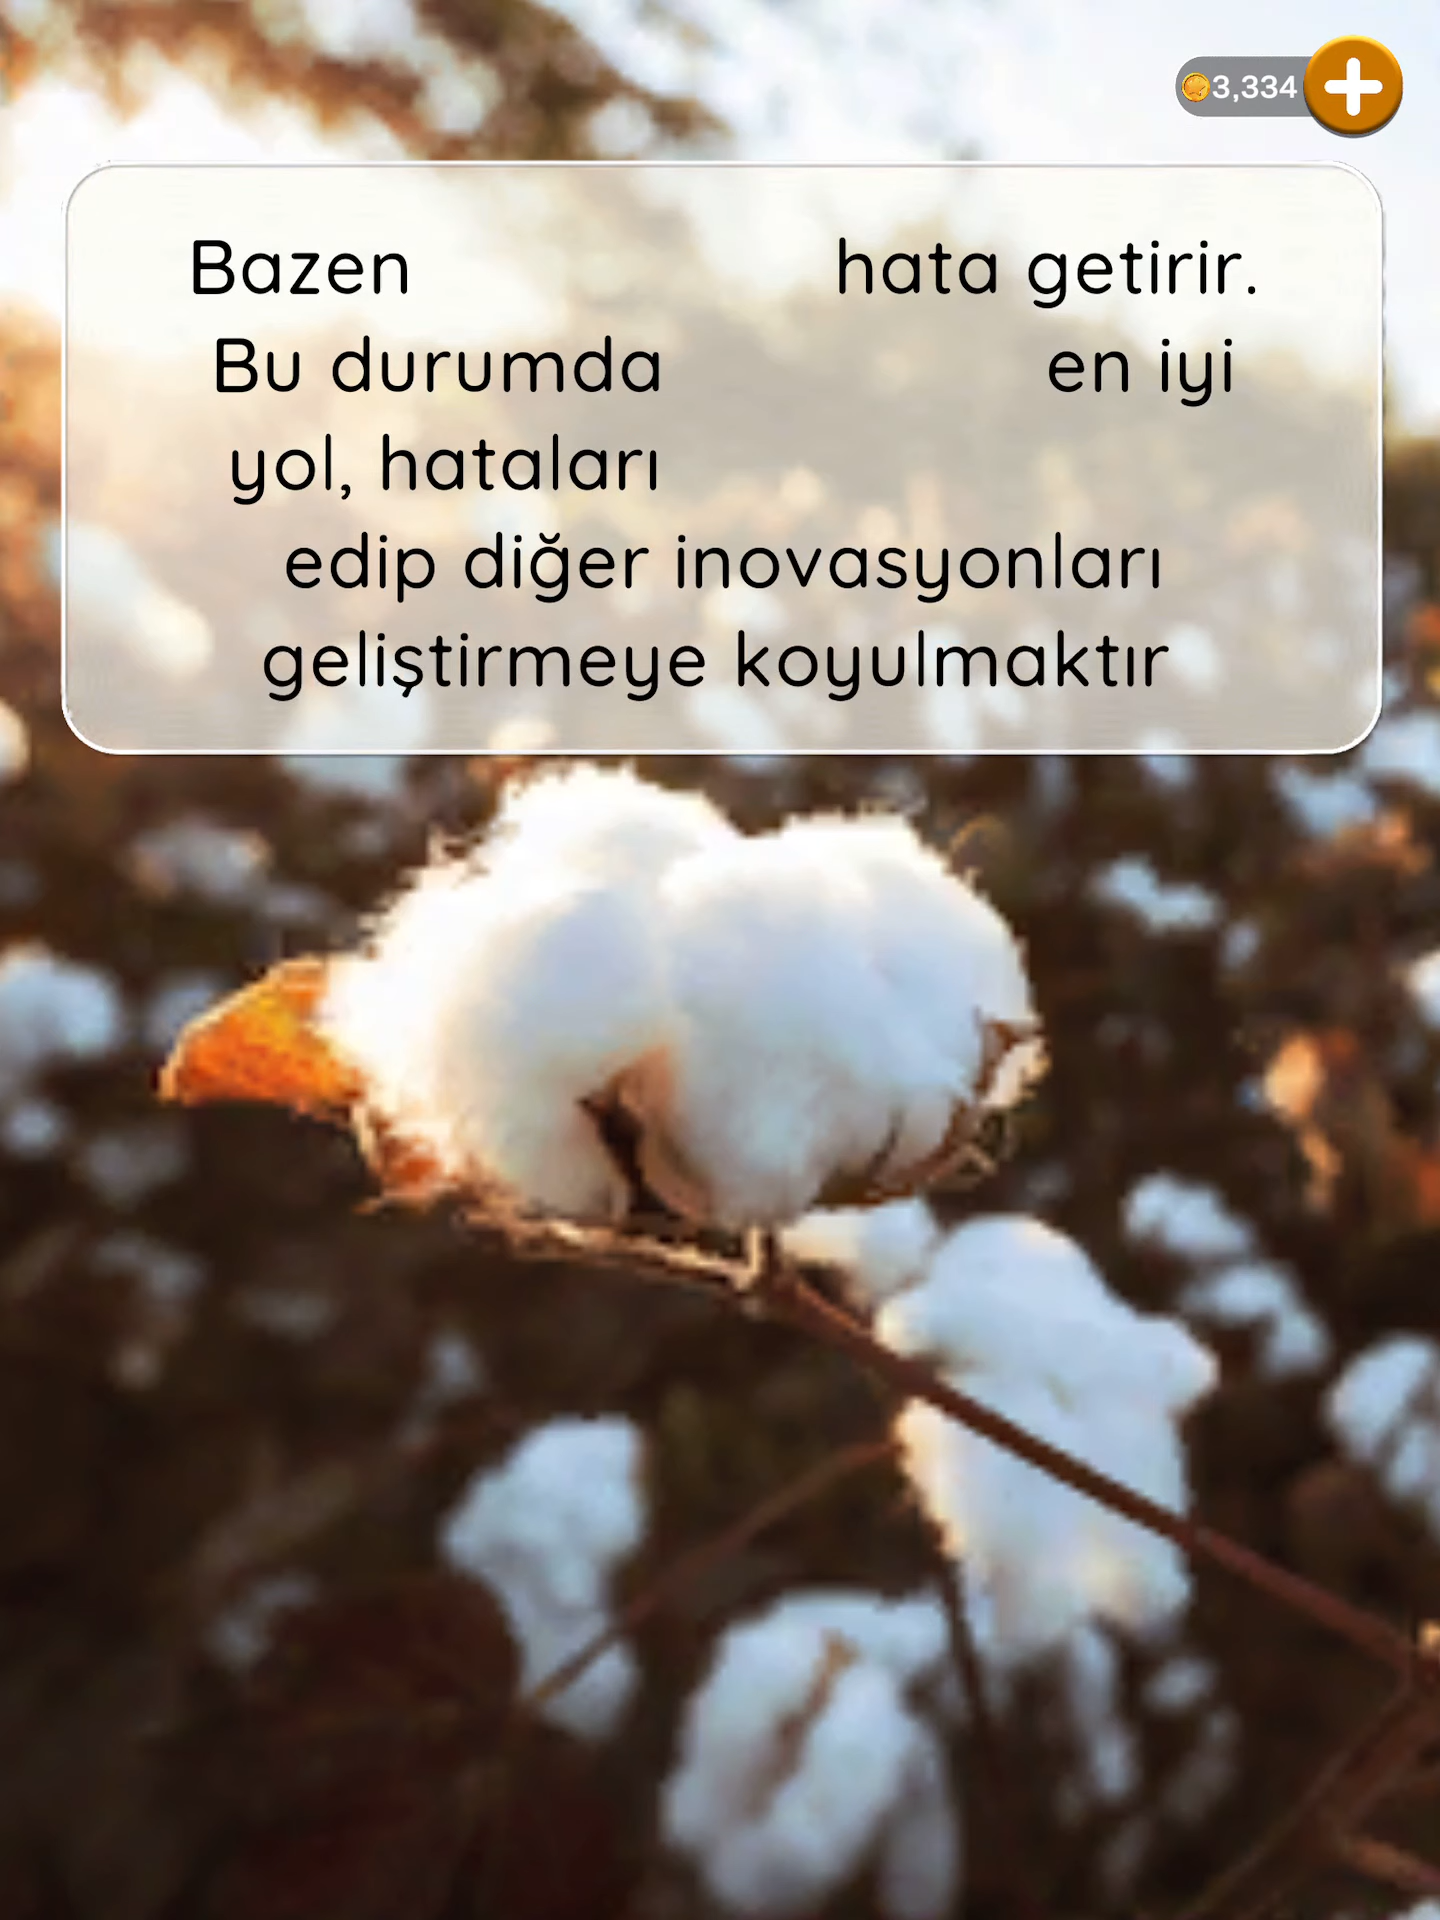 3,334
Bazen hata getirir.
Bu durumda en iyi
yol, hataları
edip diğer inovasyonları
geliştirmeye koyulmaktır